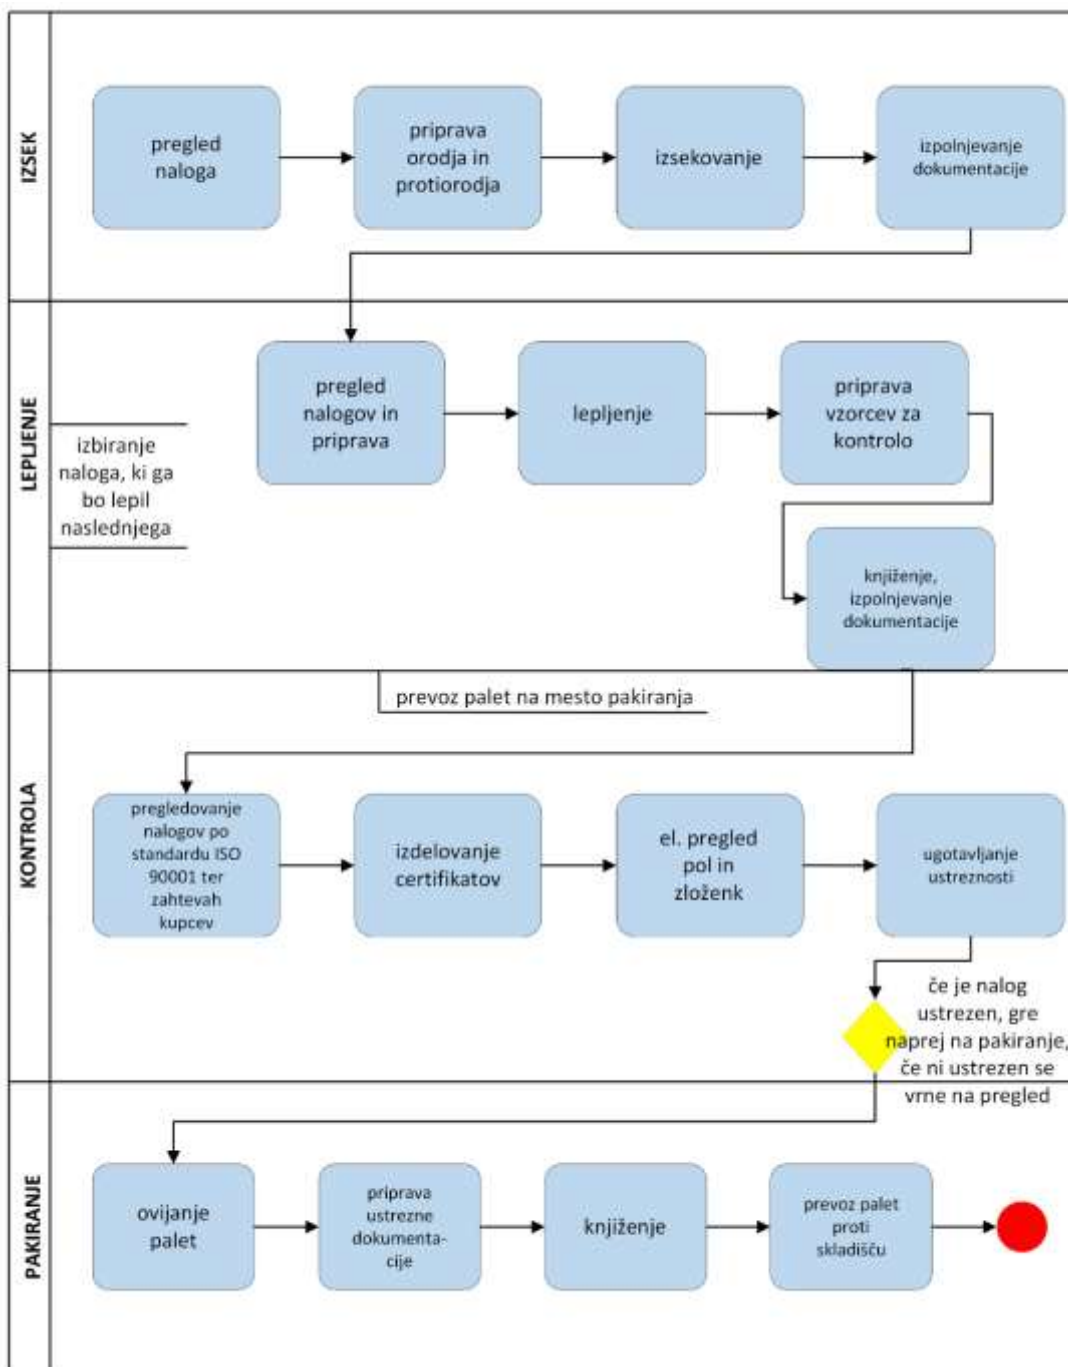 IZSEK
pregled
naloga
priprava
orodja in
protiorodja
izsekovanje
izpolnjevanje
dokumentacije
LEPLJENJE
izbiranje
naloga, ki ga
bo lepil
naslednjega
pregled
nalogov in
priprava
lepljenje
priprava
vzorcev za
kontrolo
knjiženje,
izpolnjevanje
dokumentacije
KONTROLA
prevoz palet na mesto pakiranja
pregledovanje
nalogov po
standardu ISO
90001 ter
zahtevah
kupcev
izdelovanje
certifikatov
el. pregled
pol in
zloženk
ugotavljanje
ustreznosti
če je nalog
ustrezen, gre
naprej na pakiranje,
če ni ustrezen se
vrne na pregled
PAKIRANJE
ovijanje
palet
priprava
ustrezne
dokumenta-
cije
knjiženje
prevoz palet
proti
skladišču